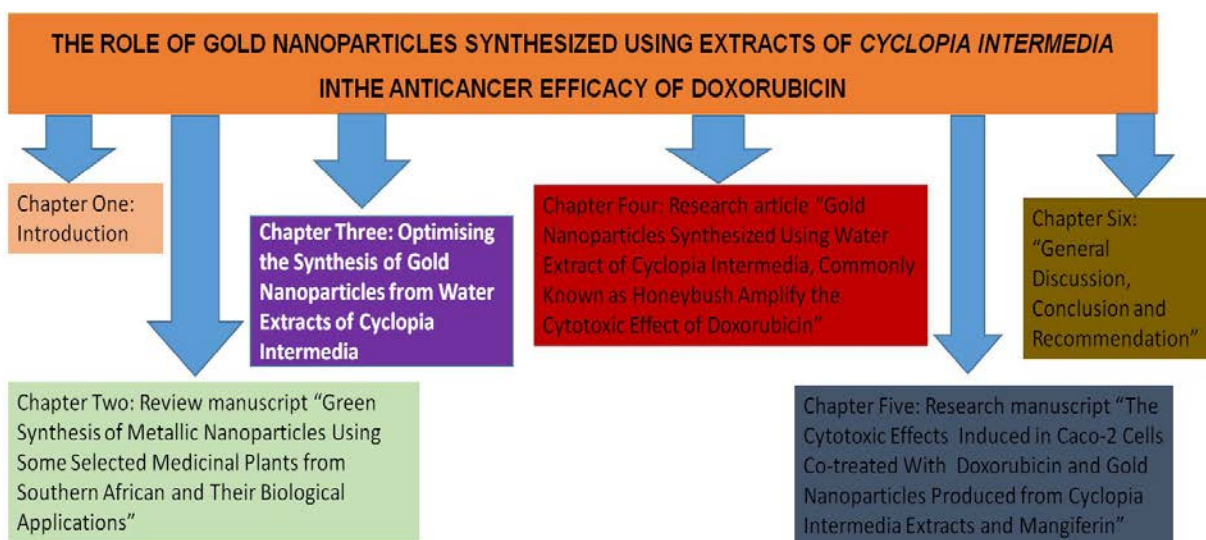 THE ROLE OF GOLD NANOPARTICLES SYNTHESIZED USING EXTRACTS OF CYCLOPIA INTERMEDIA
INTHE ANTICANCER EFFICACY OF DOXORUBICIN
Chapter One:
Introduction
Chapter Two: Review manuscript “Green
Synthesis of Metallic Nanoparticles Using
Some Selected Medicinal Plants from
Southern African and Their Biological
Applications”
Chapter Three: Optimising
the Synthesis of Gold
Nanoparticles from Water
Extracts of Cyclopia
Intermedia
Chapter Four: Research article “Gold
Nanoparticles Synthesized Using Water
Extract of Cyclopia Intermedia, Commonly
Known as Honeybush Amplify the
Cytotoxic Effect of Doxorubicin”
Chapter Five: Research manuscript “The
Cytotoxic Effects Induced in Caco-2 Cells
Co-treated With Doxorubicin and Gold
Nanoparticles Produced from Cyclopia
Intermedia Extracts and Mangiferin”
Chapter Six:
“General
Discussion,
Conclusion and
Recommendation”